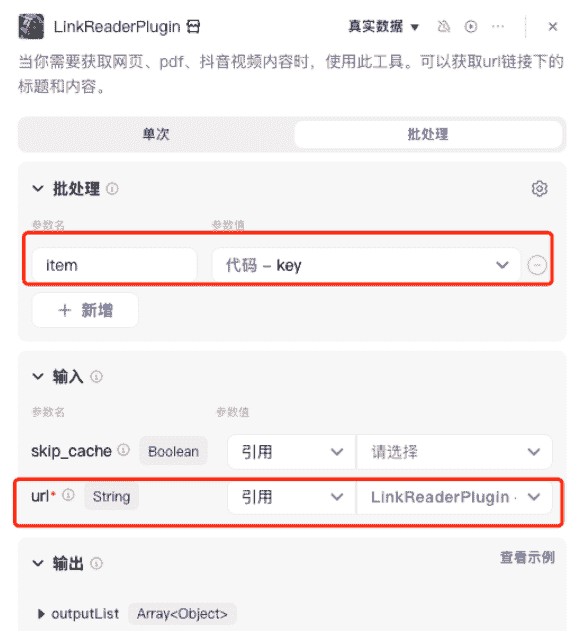 LinkReaderPlugin 真实数据
当你需要获取网页、pdf、抖音视频内容时，使用此工具。可以获取url链接下的
标题和内容。
单次 批处理
批处理
参数名 参数值
item 代码 – key
+ 新增
输入
参数名 参数值
skip_cache Boolean 引用 请选择
url* String 引用 LinkReaderPlugin -
输出 查看示例
outputList Array<Object>